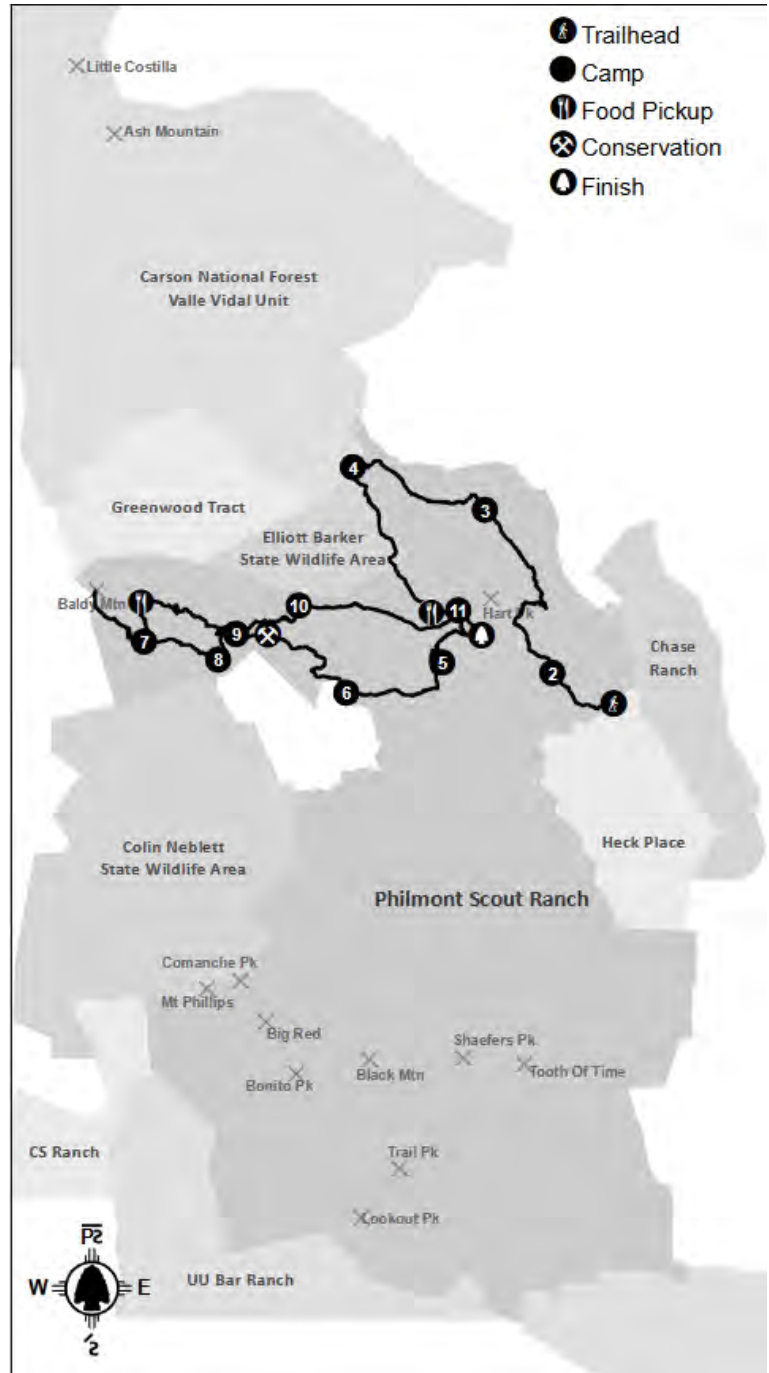 Trailhead
Camp
Food Pickup
Conservation
Finish
Little Costilla
Ash Mountain
Carson National Forest
Valle Vidal Unit
4
3
Greenwood Tract
Elliott Barker
State Wildlife Area
Baldy Mtn
10
11
Hart Pk
7
9
8
5
6
2
Chase
Ranch
Heck Place
Colin Neblett
State Wildlife Area
Philmont Scout Ranch
Comanche Pk
Mt Phillips
Big Red
Bonito Pk
Black Mtn
Shaefers Pk
Tooth Of Time
Trail Pk
CS Ranch
Lookout Pk
W
E
UU Bar Ranch